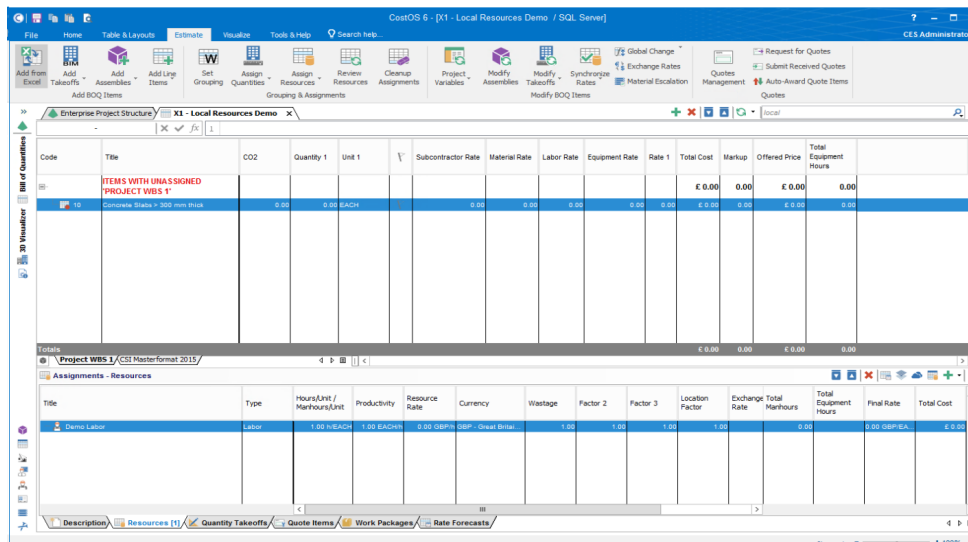 CostOS 6 - [X1 - Local Resources Demo / SQL Server]
File Home Table & Layouts Estimate Visualize Tools & Help Search help...
CES Administrato
Add from Excel
Add Takeoffs
BIM
Add Assemblies
Add Line Items
Add BOQ Items
W
Set Grouping
Assign Quantities
Assign Resources
Review Resources
Cleanup Assignments
Grouping & Assignments
Project Variables
Modify Assemblies
Modify Takeoffs
Synchronize Rates
Global Change
Exchange Rates
Material Escalation
Modify BOQ Items
Quotes Management
Request for Quotes
Submit Received Quotes
Auto-Award Quote Items
Quotes
Enterprise Project Structure X1 - Local Resources Demo
local
- fx 1
Bill of Quantities
3D Visualizer
Code Title CO2 Quantity 1 Unit 1 Subcontractor Rate Material Rate Labor Rate Equipment Rate Rate 1 Total Cost Markup Offered Price Total Equipment Hours
ITEMS WITH UNASSIGNED
'PROJECT WBS 1'
£ 0.00 0.00 £ 0.00 0.00
10 Concrete Slabs > 300 mm thick 0.00 0.00 EACH 0.00 0.00 0.00 0.00 0.00 £ 0.00 0.00 £ 0.00 0.00
Totals £ 0.00 0.00 £ 0.00 0.00
Project WBS 1 CSI Masterformat 2015
Assignments - Resources
Title Type Hours/Unit / Manhours/Unit Productivity Resource Rate Currency Wastage Factor 2 Factor 3 Location Factor Exchange Rate Total Manhours Total Equipment Hours Final Rate Total Cost
Demo Labor Labor 1.00 h/EACH 1.00 EACH/h 0.00 GBP/h GBP - Great Britai... 1.00 1.00 1.00 1.00 0.00 0.00 GBP/EA... £ 0.00
Description Resources [1] Quantity Takeoffs Quote Items Work Packages Rate Forecasts